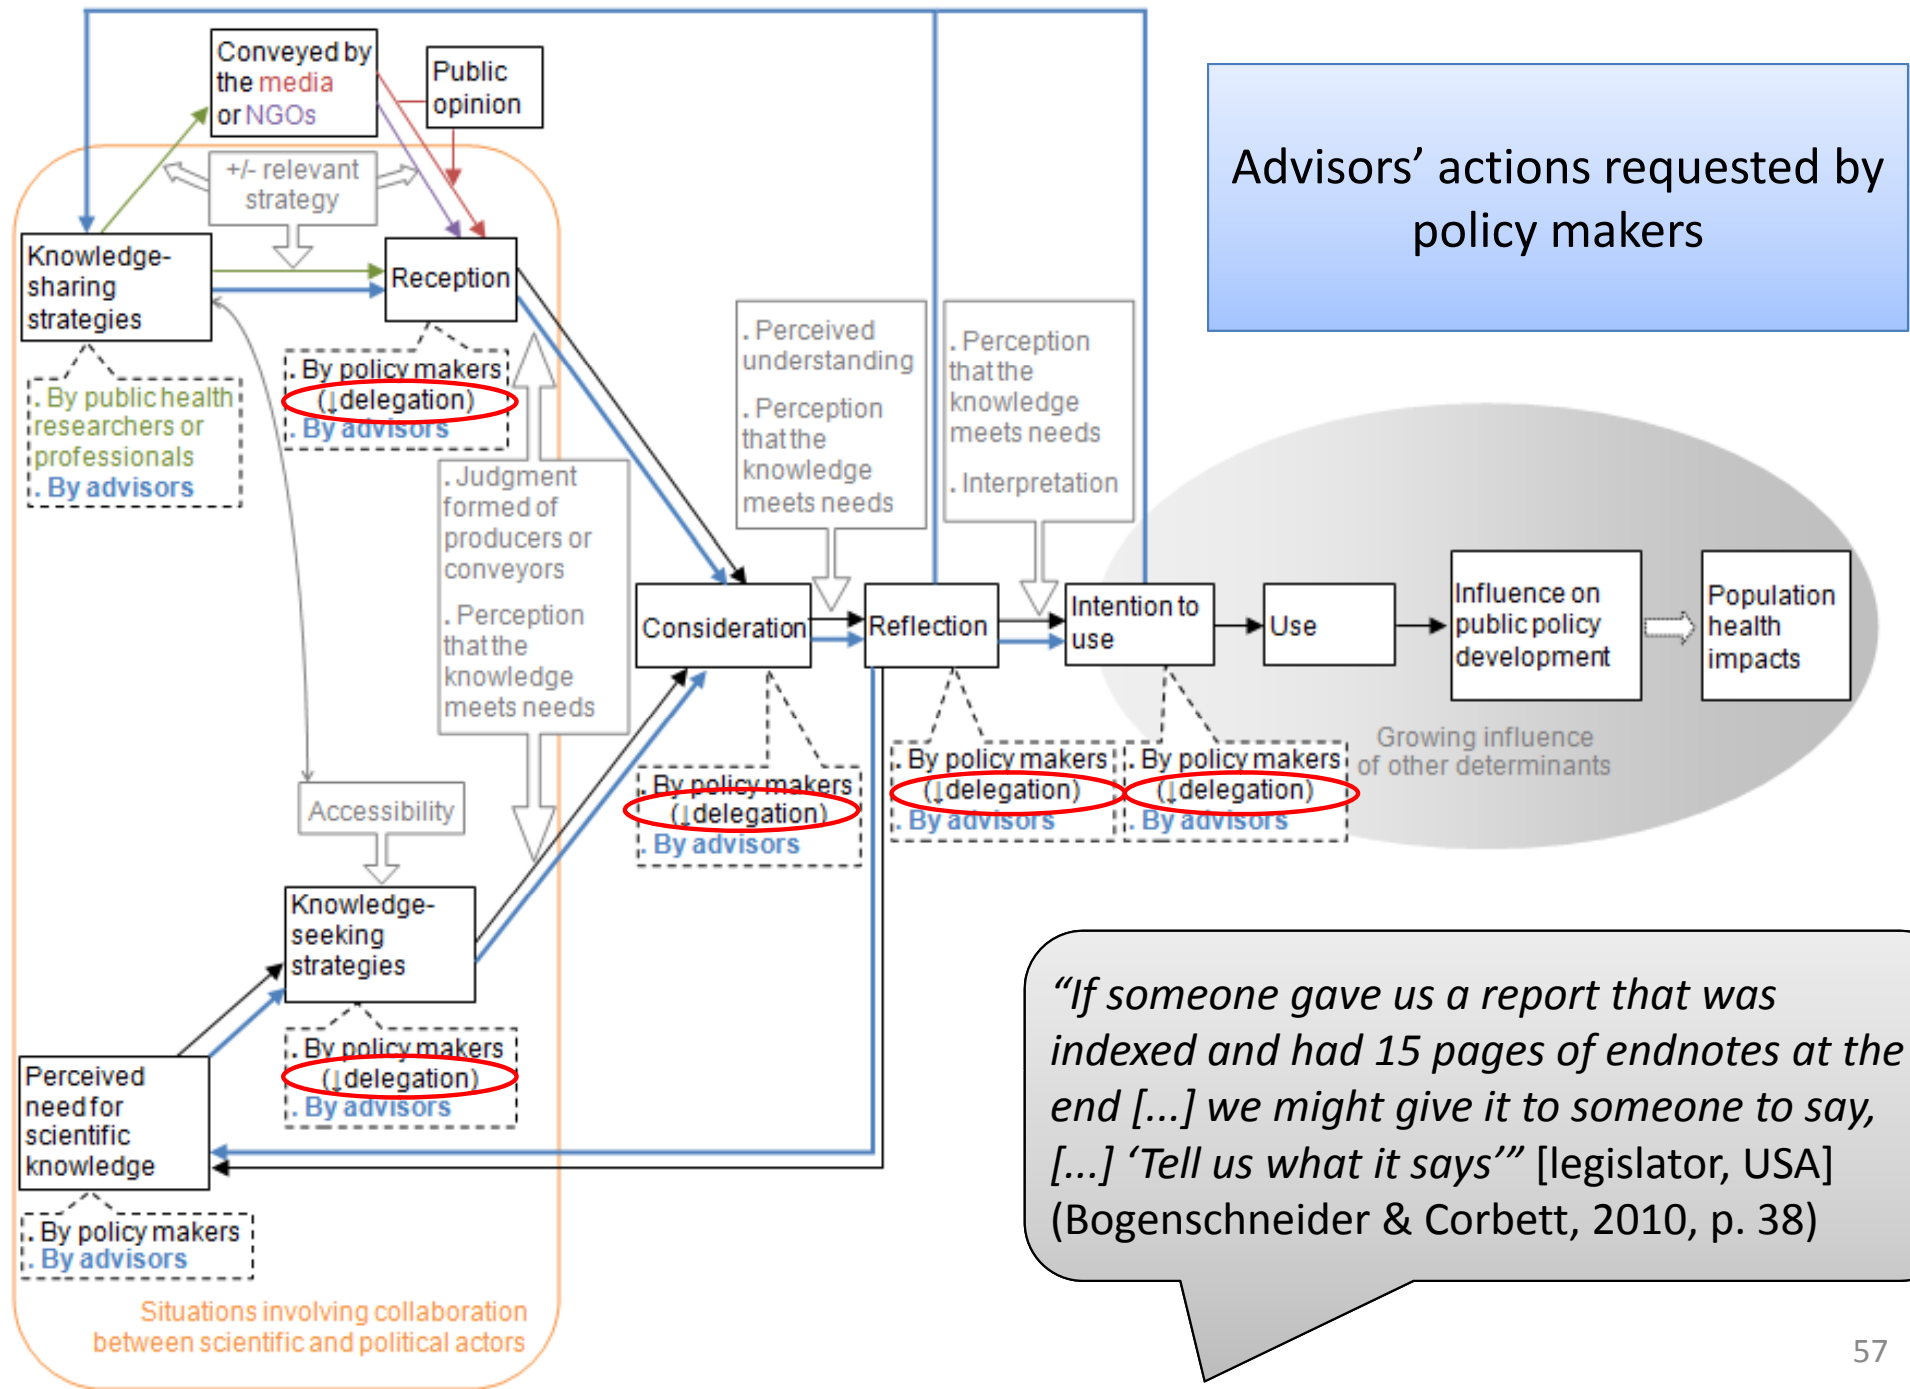 Conveyed by
the media
or NGOs
Public
opinion
Advisors’ actions requested by
policy makers
+/- relevant
strategy
Knowledge-
sharing
strategies
Reception
. By public health
researchers or
professionals
. By advisors
. By policy makers
(↓delegation)
. By advisors
. Judgment
formed of
producers or
conveyors
. Perception
that the
knowledge
meets needs
. Perceived
understanding
. Perception
that the
knowledge
meets needs
. Perception
that the
knowledge
meets needs
. Interpretation
Consideration
Reflection
Intention to
use
Use
Influence on
public policy
development
Population
health
impacts
Growing influence
of other determinants
. By policy makers
(↓delegation)
. By advisors
. By policy makers
(↓delegation)
. By advisors
. By policy makers
(↓delegation)
. By advisors
Accessibility
Knowledge-
seeking
strategies
. By policy makers
(↓delegation)
. By advisors
Perceived
need for
scientific
knowledge
. By policy makers
. By advisors
Situations involving collaboration
between scientific and political actors
“If someone gave us a report that was
indexed and had 15 pages of endnotes at the
end [...] we might give it to someone to say,
[...] ‘Tell us what it says’” [legislator, USA]
(Bogenschneider & Corbett, 2010, p. 38)
57